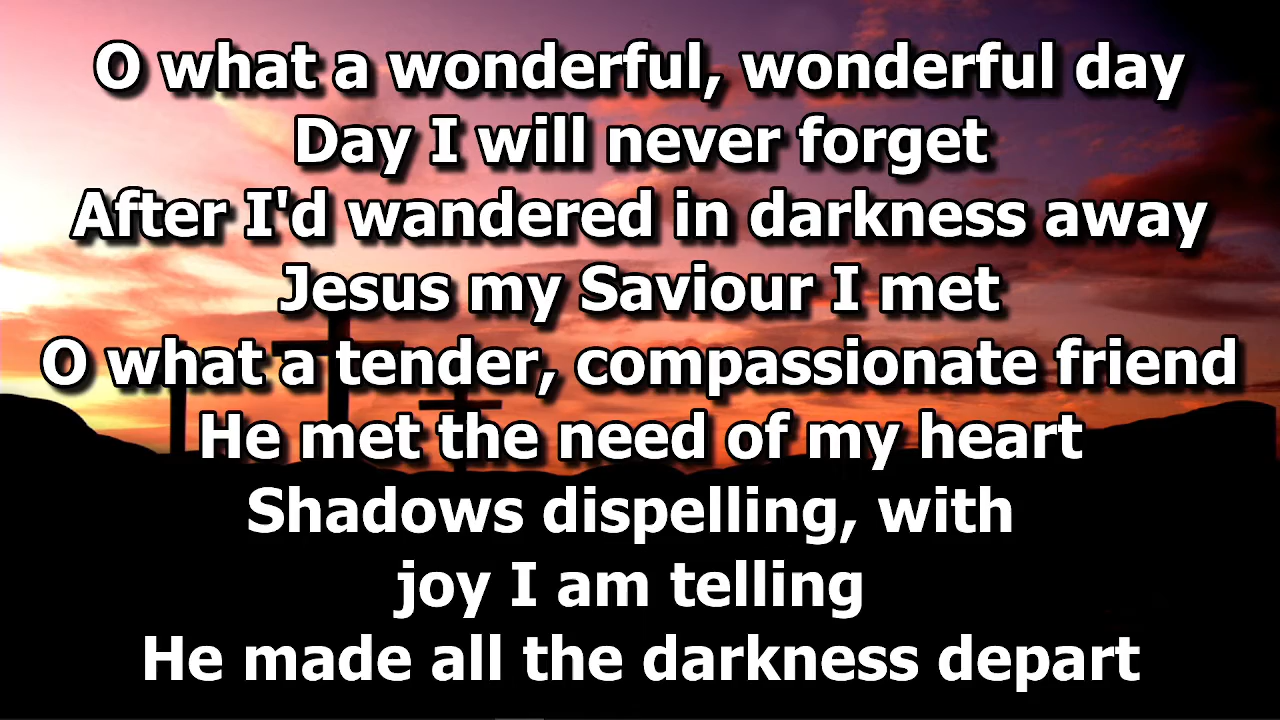 O what a wonderful, wonderful day
Day I will never forget
After I'd wandered in darkness away
Jesus my Saviour I met
O what a tender, compassionate friend
He met the need of my heart
Shadows dispelling, with
joy I am telling
He made all the darkness depart